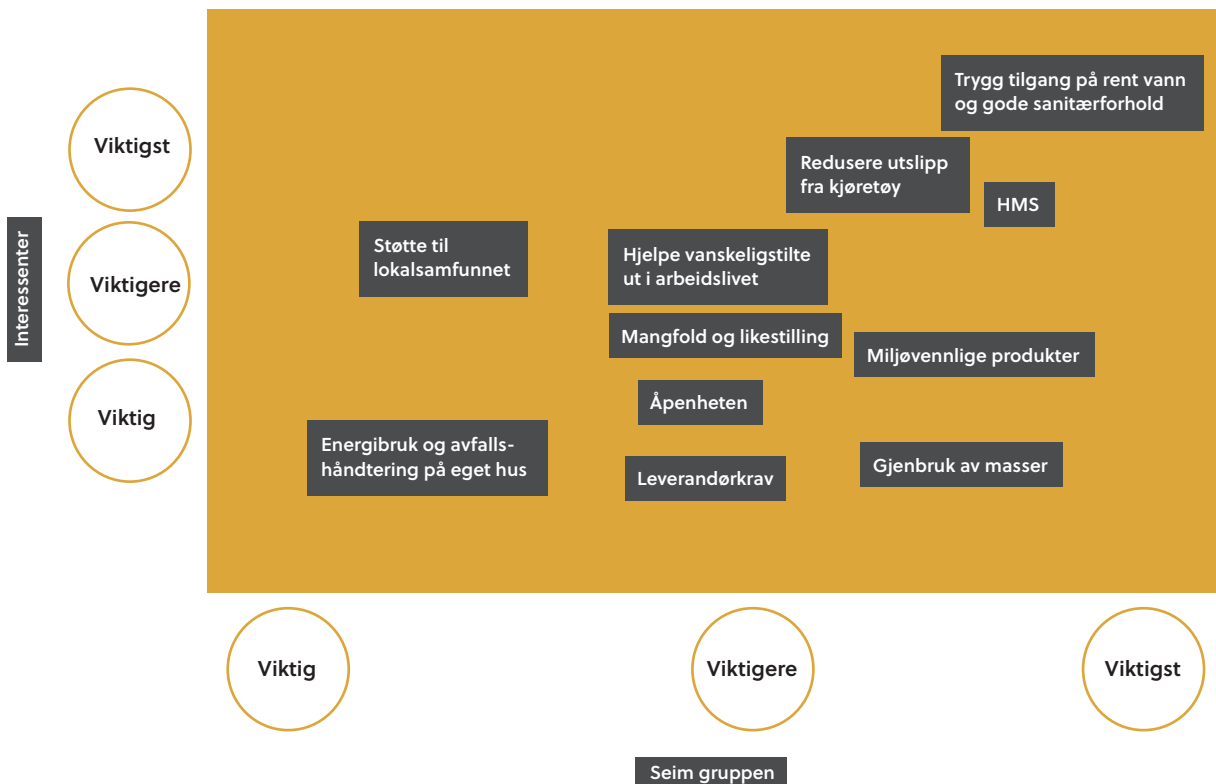 Trygg tilgang på rent vann
og gode sanitærforhold
Viktigst
Redusere utslipp
fra kjøretøy
HMS
Interessenter
Viktigere
Støtte til
lokalsamfunnet
Hjelpe vanskeligstilte
ut i arbeidslivet
Mangfold og likestilling
Miljøvennlige produkter
Viktig
Åpenheten
Energibruk og avfalls-
håndtering på eget hus
Leverandørkrav
Gjenbruk av masser
Viktig
Viktigere
Viktigst
Seim gruppen